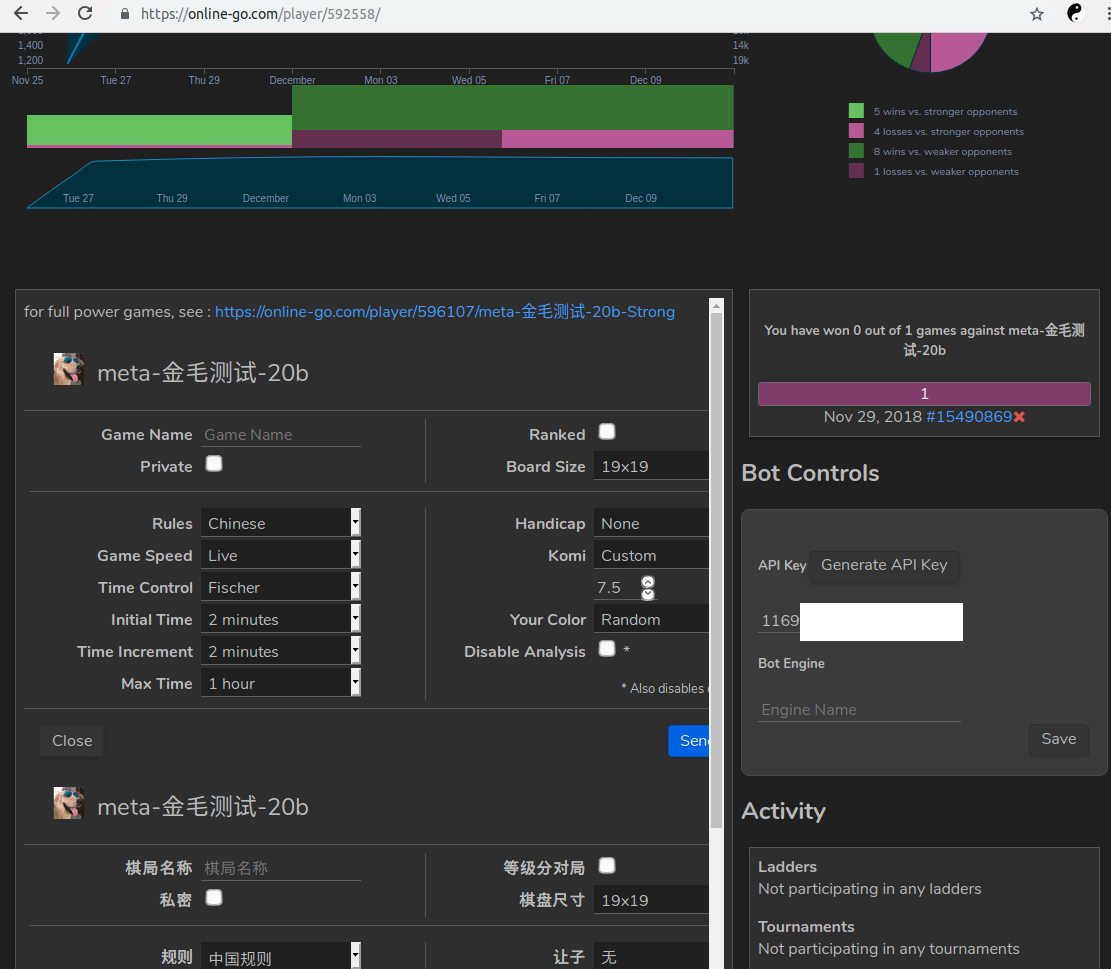 https://online-go.com/player/592558/
1,400
14k
1,200
19k
Nov 25 Tue 27 Thu 29 December Mon 03 Wed 05 Fri 07 Dec 09
5 wins vs. stronger opponents
4 losses vs. stronger opponents
8 wins vs. weaker opponents
1 losses vs. weaker opponents
Tue 27 Thu 29 December Mon 03 Wed 05 Fri 07 Dec 09
for full power games, see : https://online-go.com/player/596107/meta-金毛测试-20b-Strong
meta-金毛测试-20b
Game Name Game Name
Ranked
Private
Board Size 19x19
Rules Chinese
Handicap None
Game Speed Live
Komi Custom
Time Control Fischer
7.5
Initial Time 2 minutes
Your Color Random
Time Increment 2 minutes
Disable Analysis *
Max Time 1 hour
* Also disables
Close
Sen
meta-金毛测试-20b
棋局名称 棋局名称
等级分对局
私密
棋盘尺寸 19x19
规则 中国规则
让子 无
You have won 0 out of 1 games against meta-金毛测
试-20b
1
Nov 29, 2018 #15490869
Bot Controls
API Key Generate API Key
1169
Bot Engine
Engine Name
Save
Activity
Ladders
Not participating in any ladders
Tournaments
Not participating in any tournaments